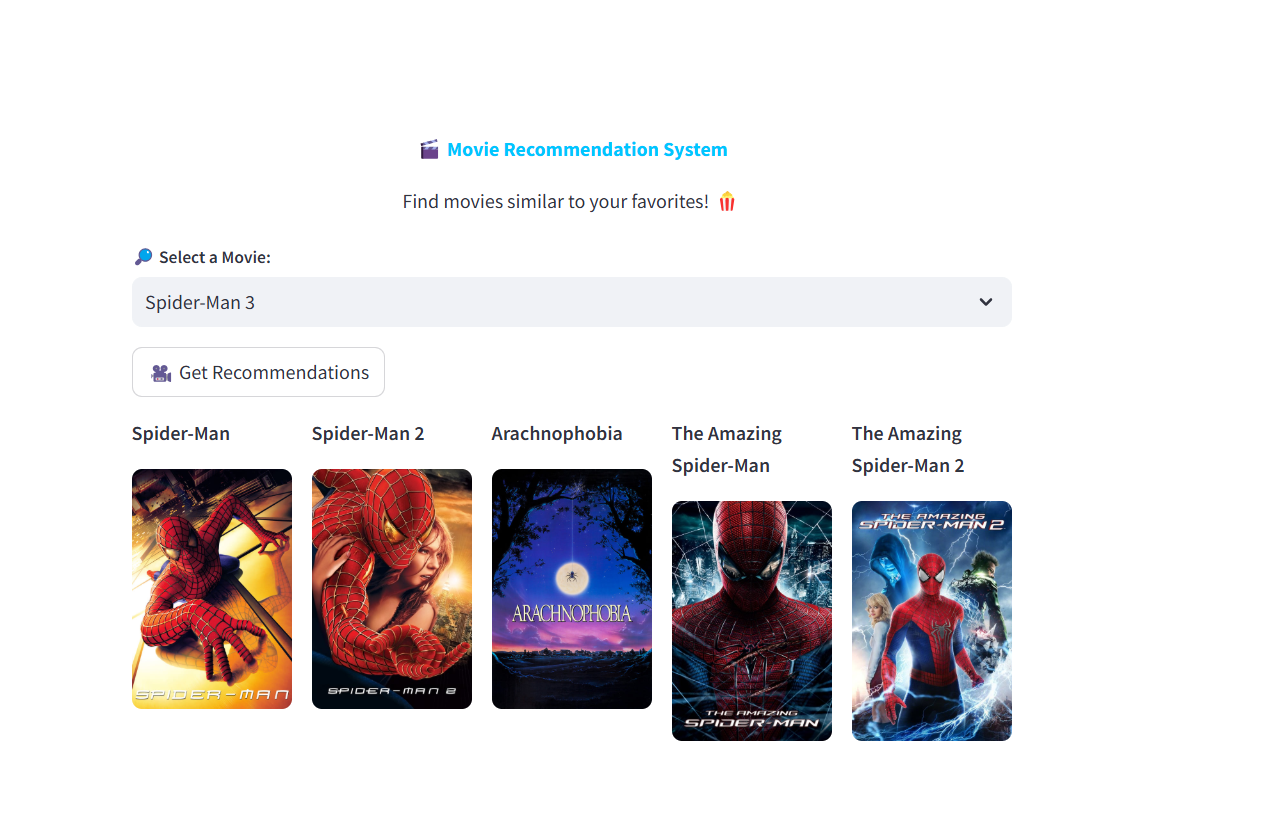 Movie Recommendation System
Find movies similar to your favorites!
Select a Movie:
Spider-Man 3
Get Recommendations
Spider-Man
Spider-Man 2
Arachnophobia
The Amazing
Spider-Man
The Amazing
Spider-Man 2
SPIDER-MAN
SPIDER-MAN 2
ARACHNOPHOBIA
THE AMAZING
SPIDER-MAN
THE AMAZING
SPIDER-MAN 2